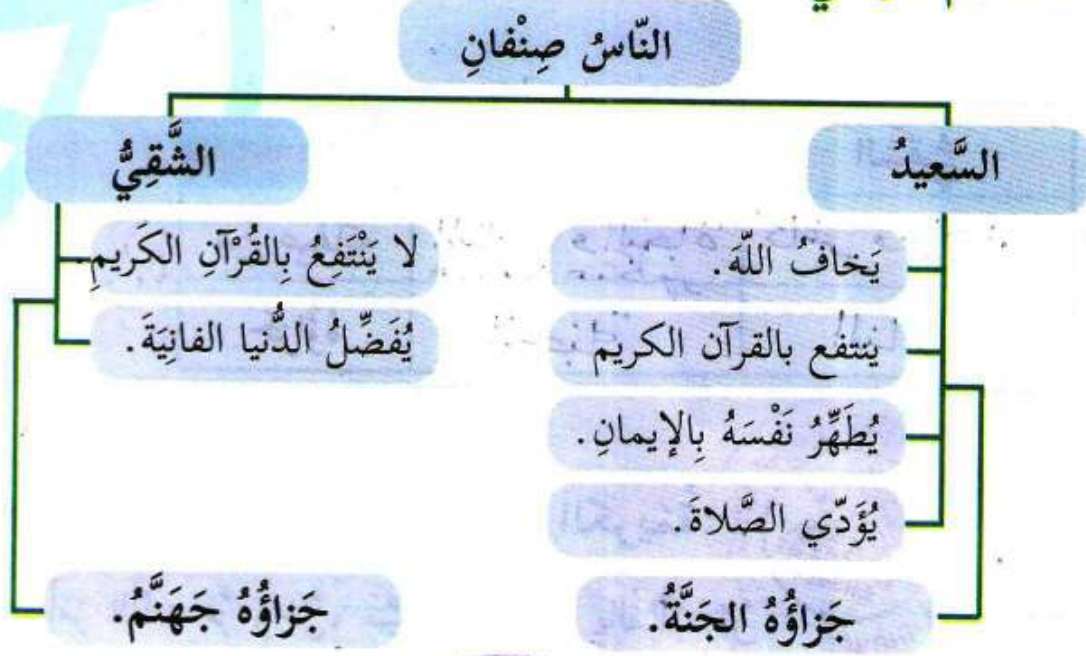 النّاسُ صِنْفانِ
السَّعيدُ
الشَّقِيُّ
يَخافُ اللّهَ.
لا يَنْتَفِعُ بِالقُرْآنِ الكَريمِ.
ينتفع بالقرآن الكريم .
يُفَضِّلُ الدُّنيا الفانِيَةَ.
يُطَهِّرُ نَفْسَهُ بِالإيمانِ.
يُؤَدّي الصَّلاةَ.
جَزاؤُهُ الجَنَّةُ.
جَزاؤُهُ جَهَنَّمُ.